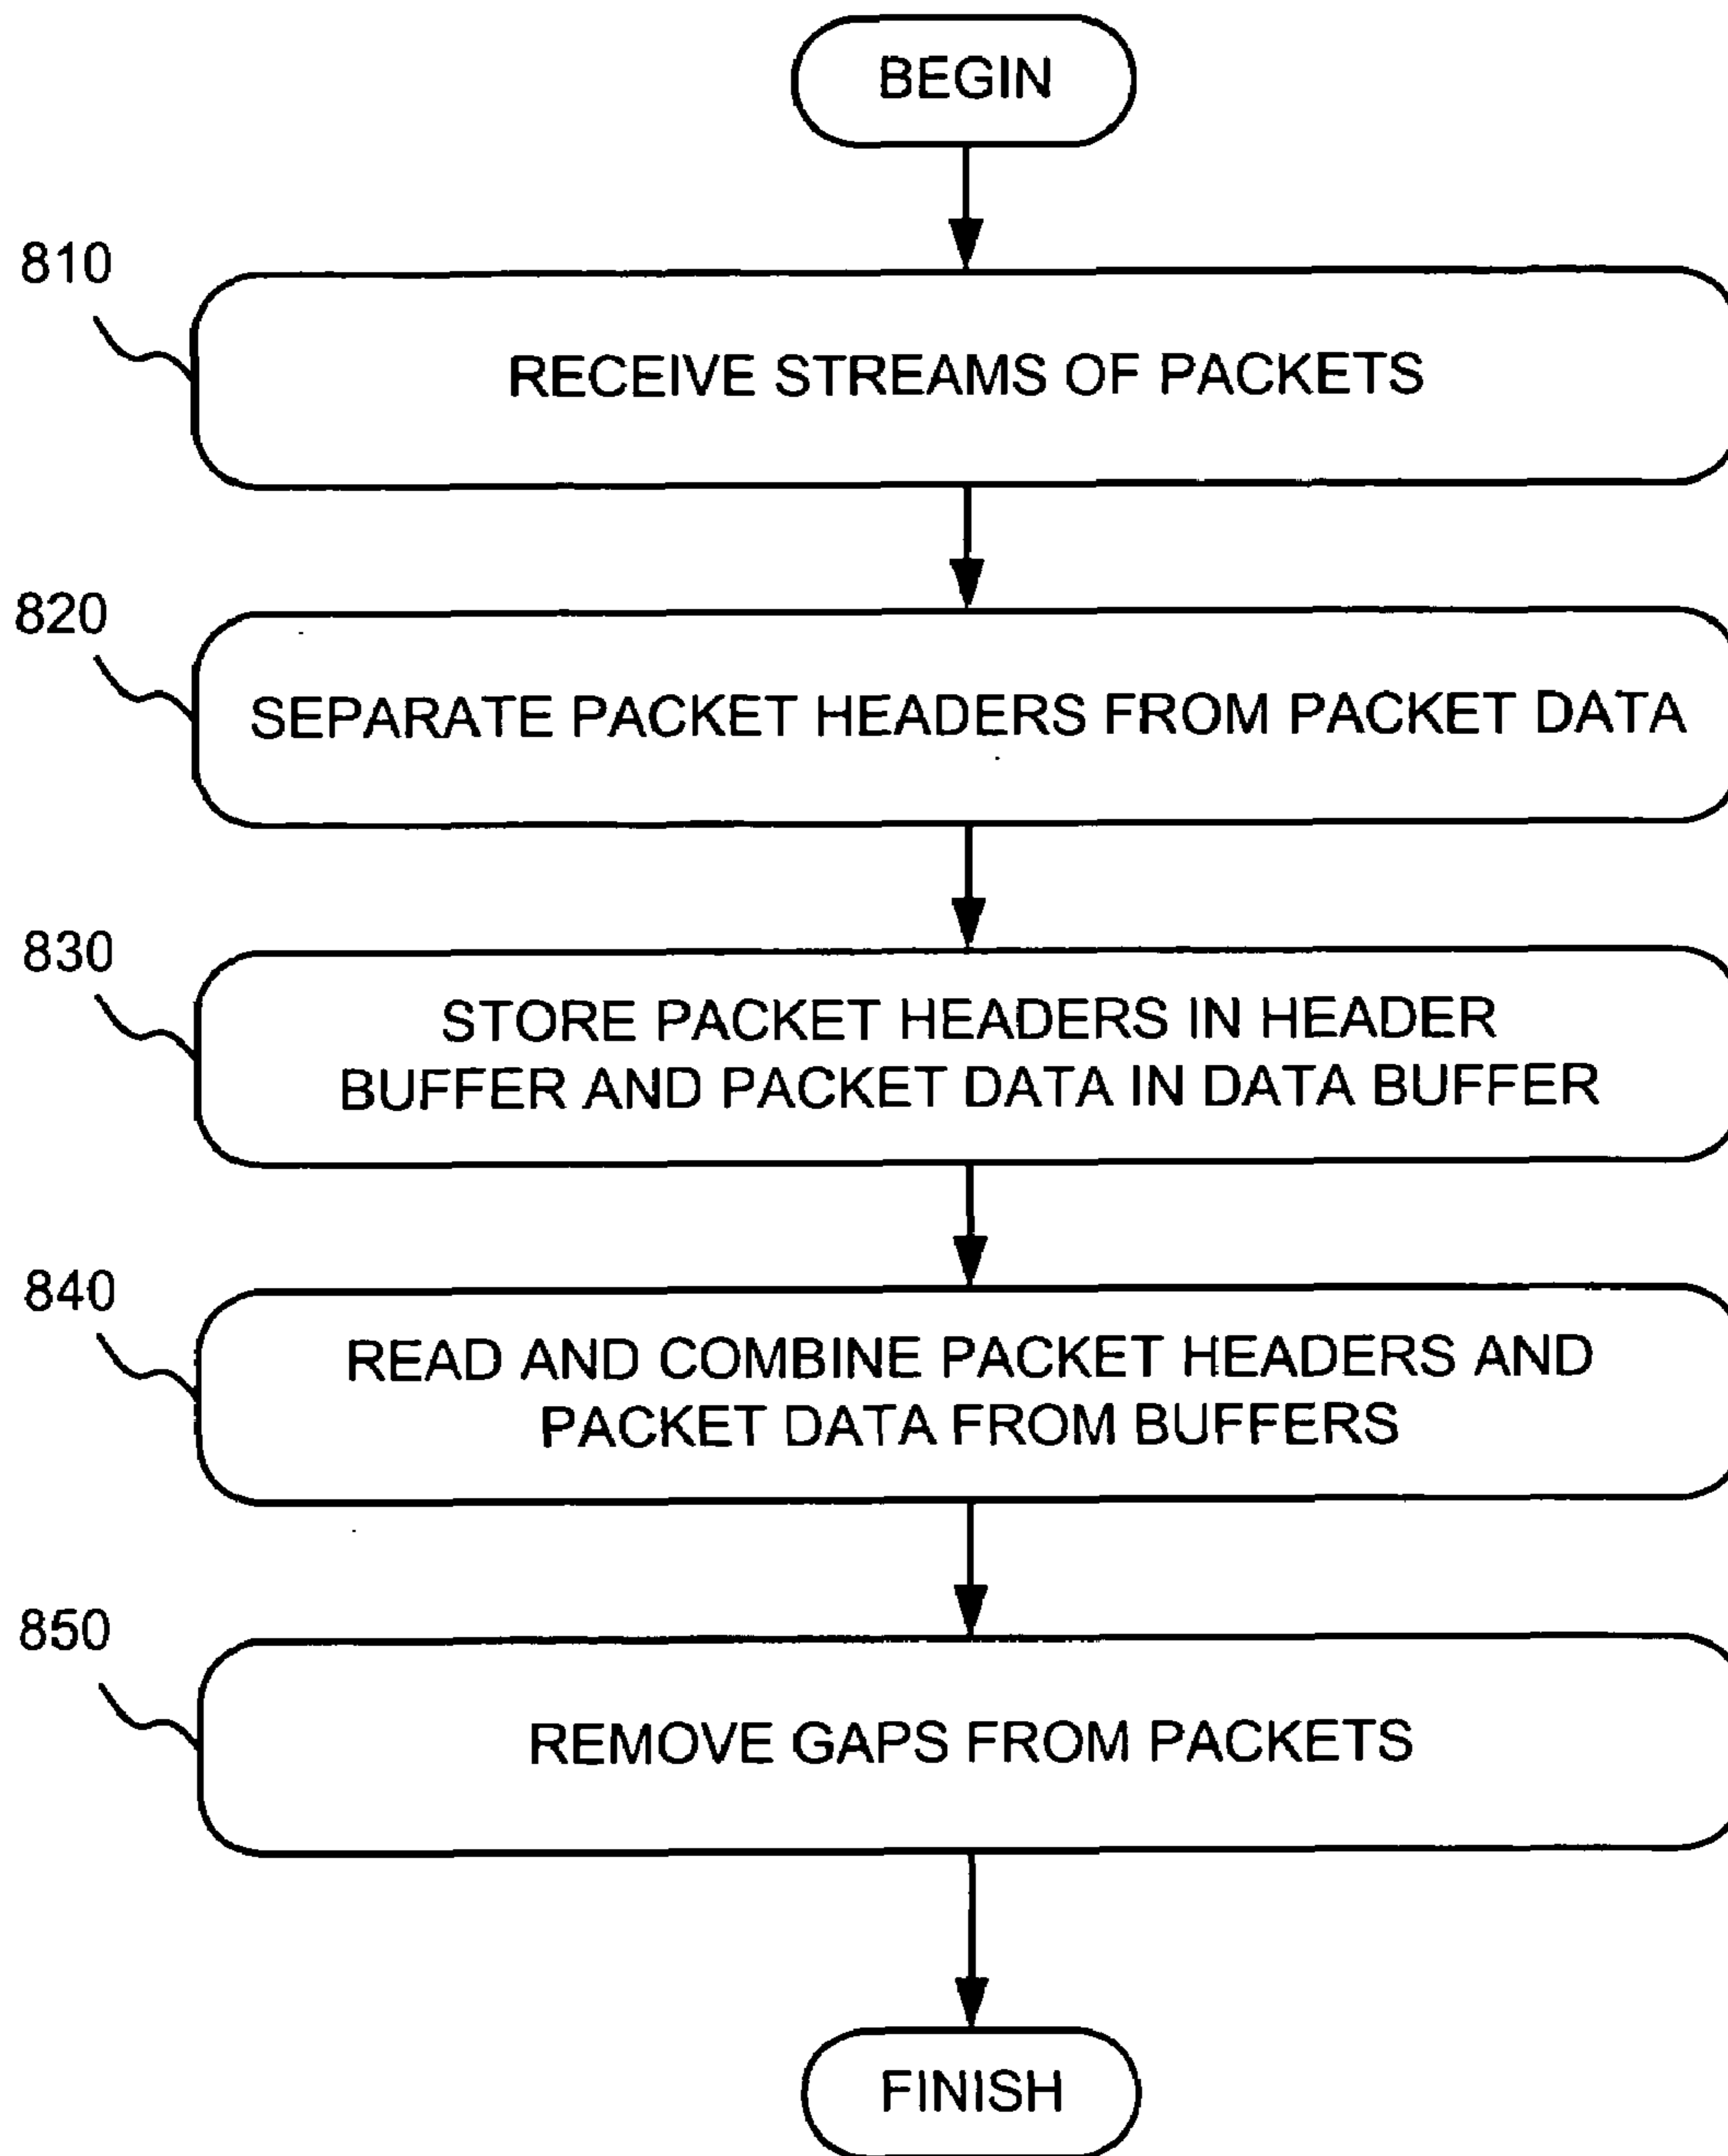 BEGIN
810
RECEIVE STREAMS OF PACKETS
820
SEPARATE PACKET HEADERS FROM PACKET DATA
830
STORE PACKET HEADERS IN HEADER
BUFFER AND PACKET DATA IN DATA BUFFER
840
READ AND COMBINE PACKET HEADERS AND
PACKET DATA FROM BUFFERS
850
REMOVE GAPS FROM PACKETS
FINISH